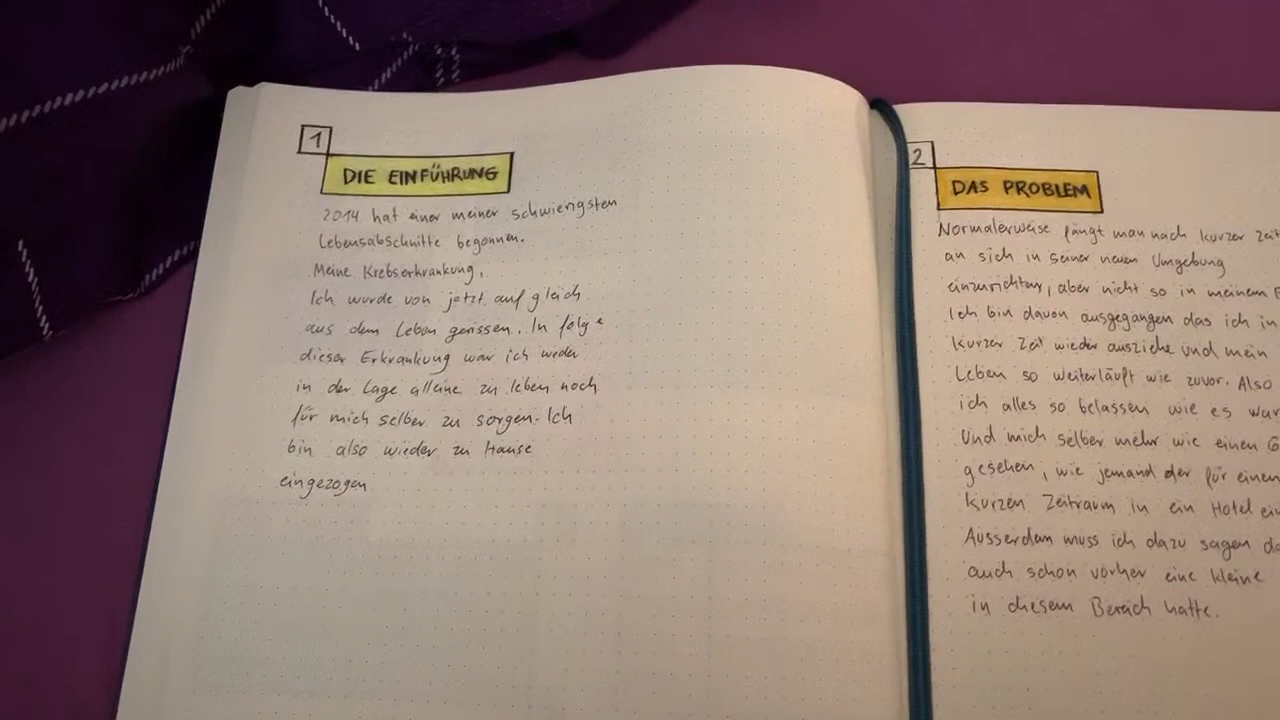 1
DIE EINFÜHRUNG
2014 hat einer meiner schwierigsten
Lebensabschnitte begonnen.
Meine Krebserkrankung.
Ich wurde von jetzt auf gleich
aus dem Leben gerissen. In folge
dieser Erkrankung war ich weder
in der Lage alleine zu leben noch
für mich selber zu sorgen. Ich
bin also wieder zu Hause
eingezogen
2
DAS PROBLEM
Normalerweise fängt man nach kurzer Zeit
an sich in seiner neuen Umgebung
einzurichten, aber nicht so in meinem
Ich bin davon ausgegangen das ich in
kurzer Zeit wieder ausziehe und mein
Leben so weiterläuft wie zuvor. Also
ich alles so belassen wie es war
Und mich selber mehr wie einen
gesehen, wie jemand der für einen
kurzen Zeitraum in ein Hotel
Ausserdem muss ich dazu sagen
auch schon vorher eine kleine
in diesem Bereich hatte.